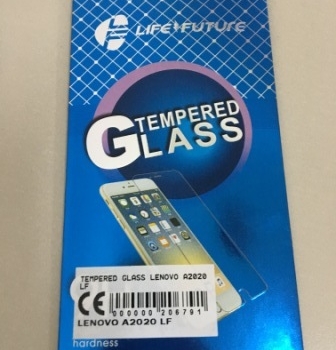 LIFE FUTURE
TEMPERED
GLASS
TEMPERED GLASS LENOVO A2020
LF
CE
000000 206791
LENOVO A2020 LF
hardness